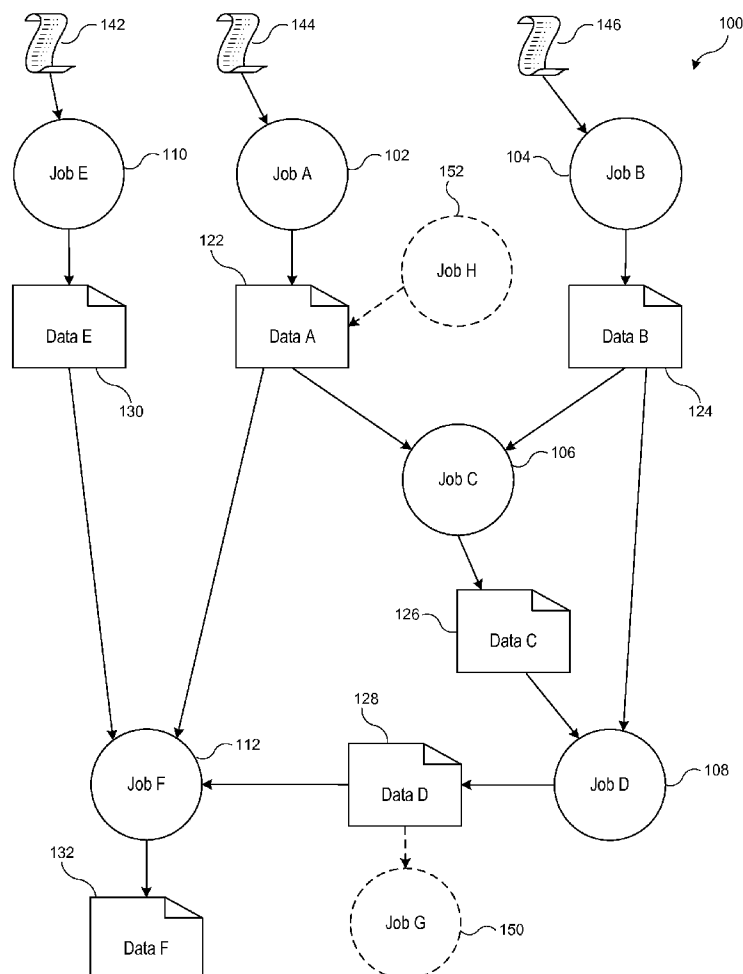 142
144
146
100
Job E
110
Job A
102
104
Job B
152
Job H
122
Data E
Data A
Data B
130
124
Job C
106
126
Data C
128
112
Job F
Data D
Job D
108
132
Job G
150
Data F